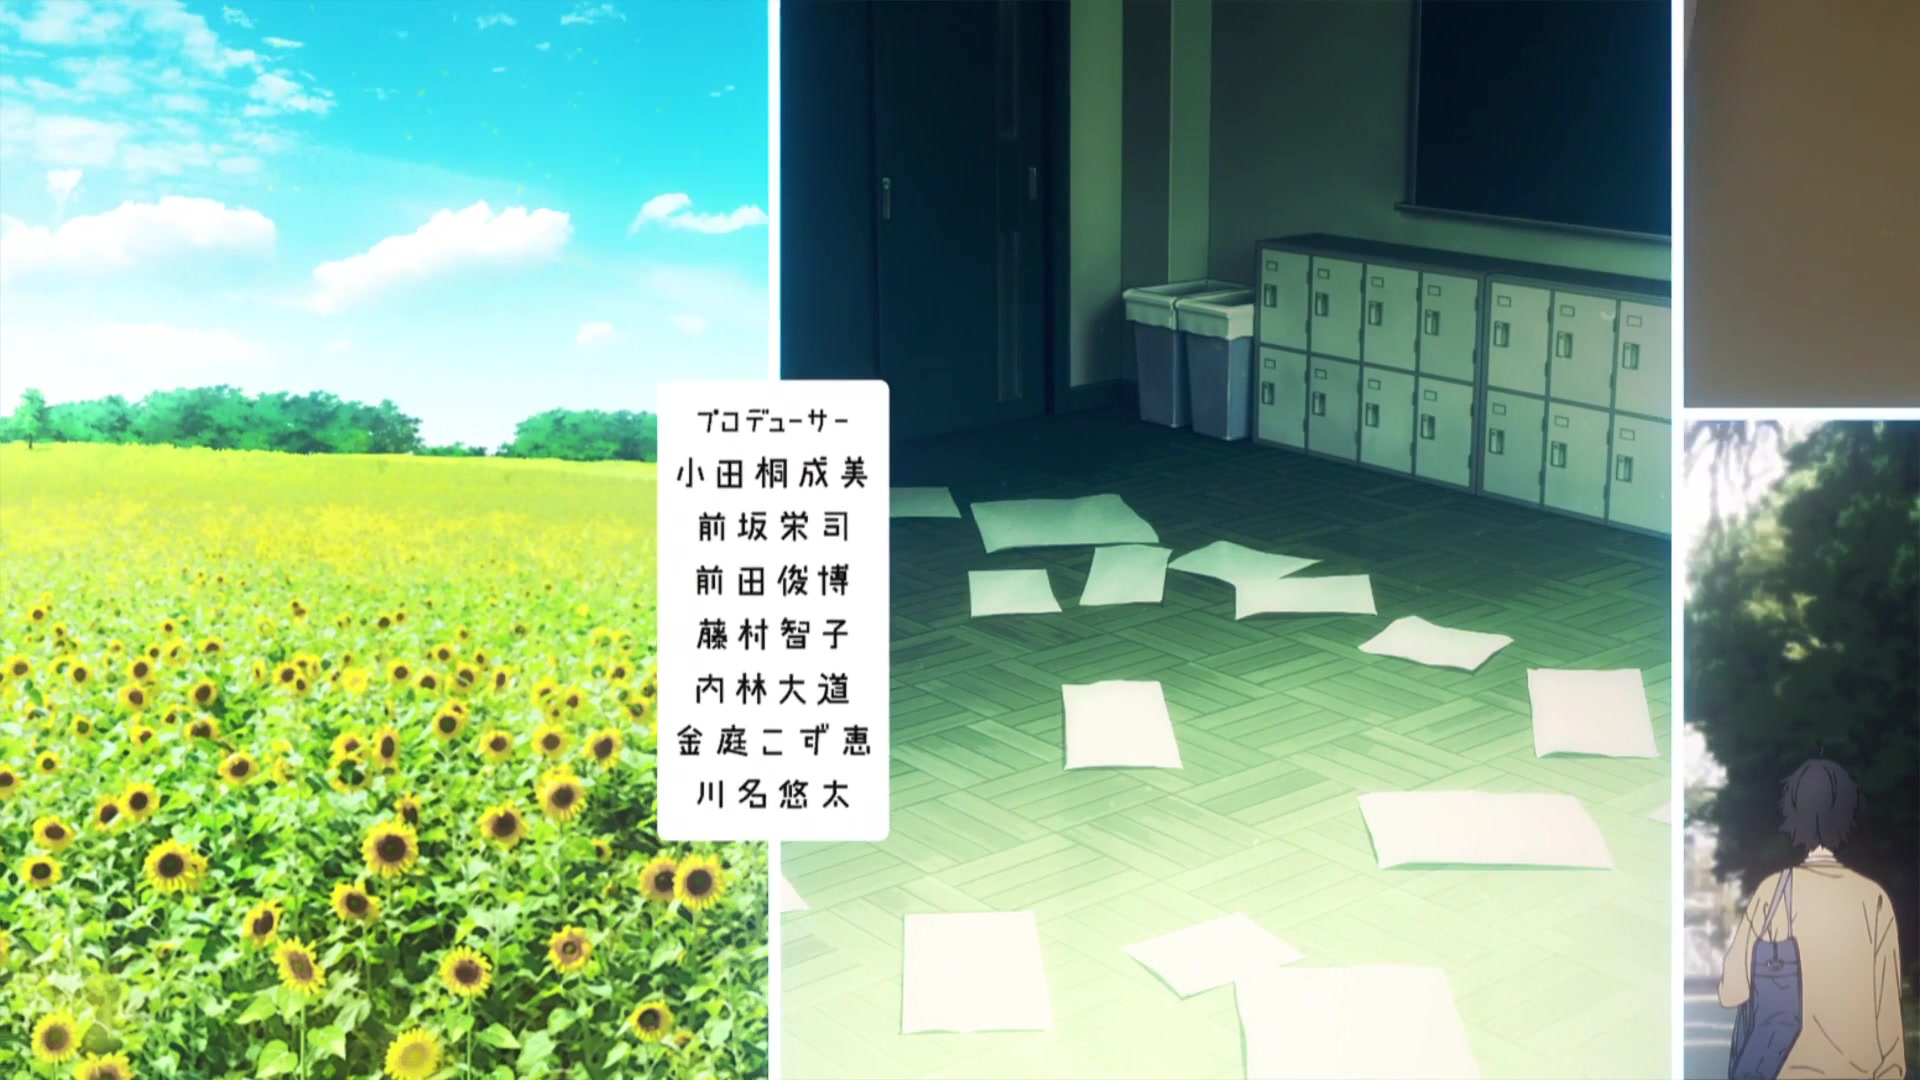 プロデューサー
小田桐成美
前坂栄司
前田俊博
藤村智子
内林大道
金庭こず恵
川名悠太